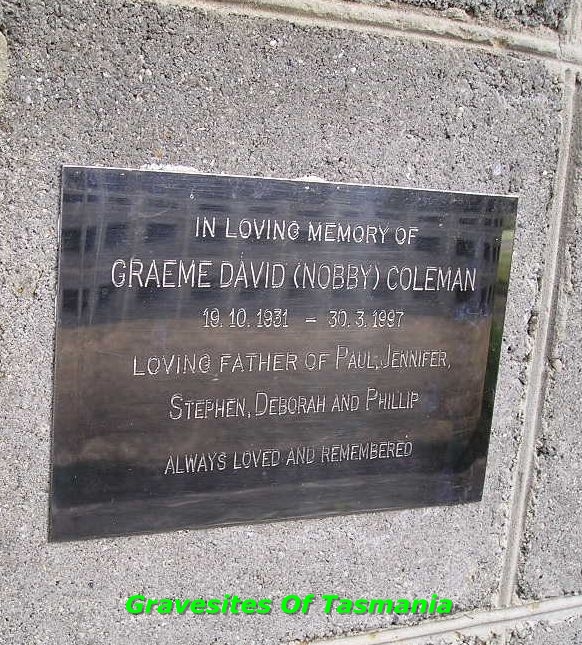 IN LOVING MEMORY OF
GRAEME DAVID (NOBBY) COLEMAN
19.10.1931 – 30.3.1997
LOVING FATHER OF PAUL, JENNIFER,
STEPHEN, DEBORAH AND PHILLIP
ALWAYS LOVED AND REMEMBERED
Gravesites Of Tasmania